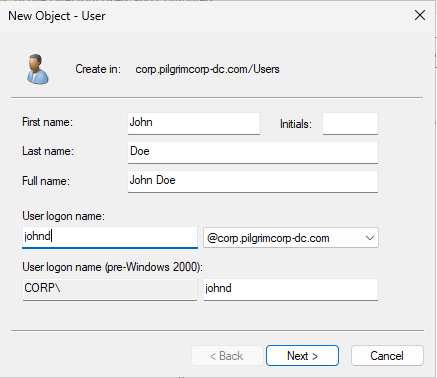 New Object - User
Create in: corp.pilgrimcorp-dc.com/Users
First name: John Initials:
Last name: Doe
Full name: John Doe
User logon name:
johnd @corp.pilgrimcorp-dc.com
User logon name (pre-Windows 2000):
CORP\ johnd
< Back Next > Cancel